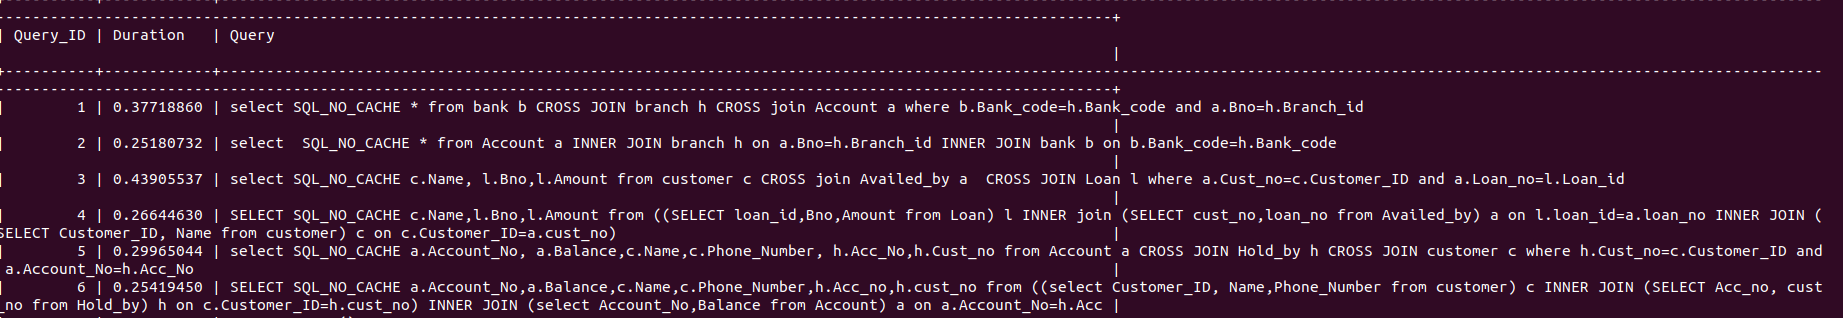 | Query_ID | Duration   | Query
|
|        1 | 0.37718860 | select SQL_NO_CACHE * from bank b CROSS JOIN branch h CROSS join Account a where b.Bank_code=h.Bank_code and a.Bno=h.Branch_id
|
|        2 | 0.25180732 | select  SQL_NO_CACHE * from Account a INNER JOIN branch h on a.Bno=h.Branch_id INNER JOIN bank b on b.Bank_code=h.Bank_code
|
|        3 | 0.43905537 | select SQL_NO_CACHE c.Name, l.Bno,l.Amount from customer c CROSS join Availed_by a  CROSS JOIN Loan l where a.Cust_no=c.Customer_ID and a.Loan_no=l.Loan_id
|
|        4 | 0.26644630 | SELECT SQL_NO_CACHE c.Name,l.Bno,l.Amount from ((SELECT loan_id,Bno,Amount from Loan) l INNER join (SELECT cust_no,loan_no from Availed_by) a on l.loan_id=a.loan_no INNER JOIN (
SELECT Customer_ID, Name from customer) c on c.Customer_ID=a.cust_no) |
|        5 | 0.29965044 | select SQL_NO_CACHE a.Account_No, a.Balance,c.Name,c.Phone_Number, h.Acc_No,h.Cust_no from Account a CROSS JOIN Hold_by h CROSS JOIN customer c where h.Cust_no=c.Customer_ID and
a.Account_No=h.Acc_No |
|        6 | 0.25419450 | SELECT SQL_NO_CACHE a.Account_No,a.Balance,c.Name,c.Phone_Number,h.Acc_no,h.cust_no from ((select Customer_ID, Name,Phone_Number from customer) c INNER JOIN (SELECT Acc_no, cust
_no from Hold_by) h on c.Customer_ID=h.cust_no) INNER JOIN (select Account_No,Balance from Account) a on a.Account_No=h.Acc |